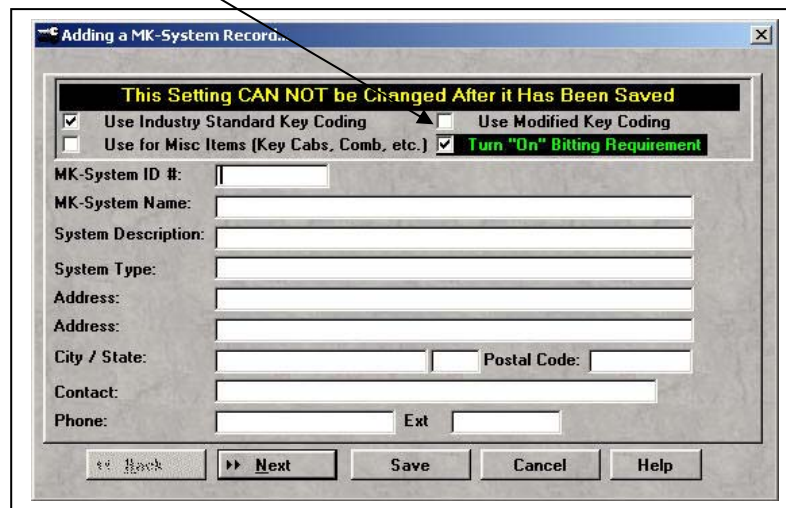 Adding a MK-System Record...
This Setting CAN NOT be Changed After it Has Been Saved
Use Industry Standard Key Coding Use Modified Key Coding
Use for Misc Items (Key Cabs, Comb, etc.) Turn "On" Bitting Requirement
MK-System ID #:
MK-System Name:
System Description:
System Type:
Address:
Address:
City / State: Postal Code:
Contact:
Phone: Ext
Back Next Save Cancel Help